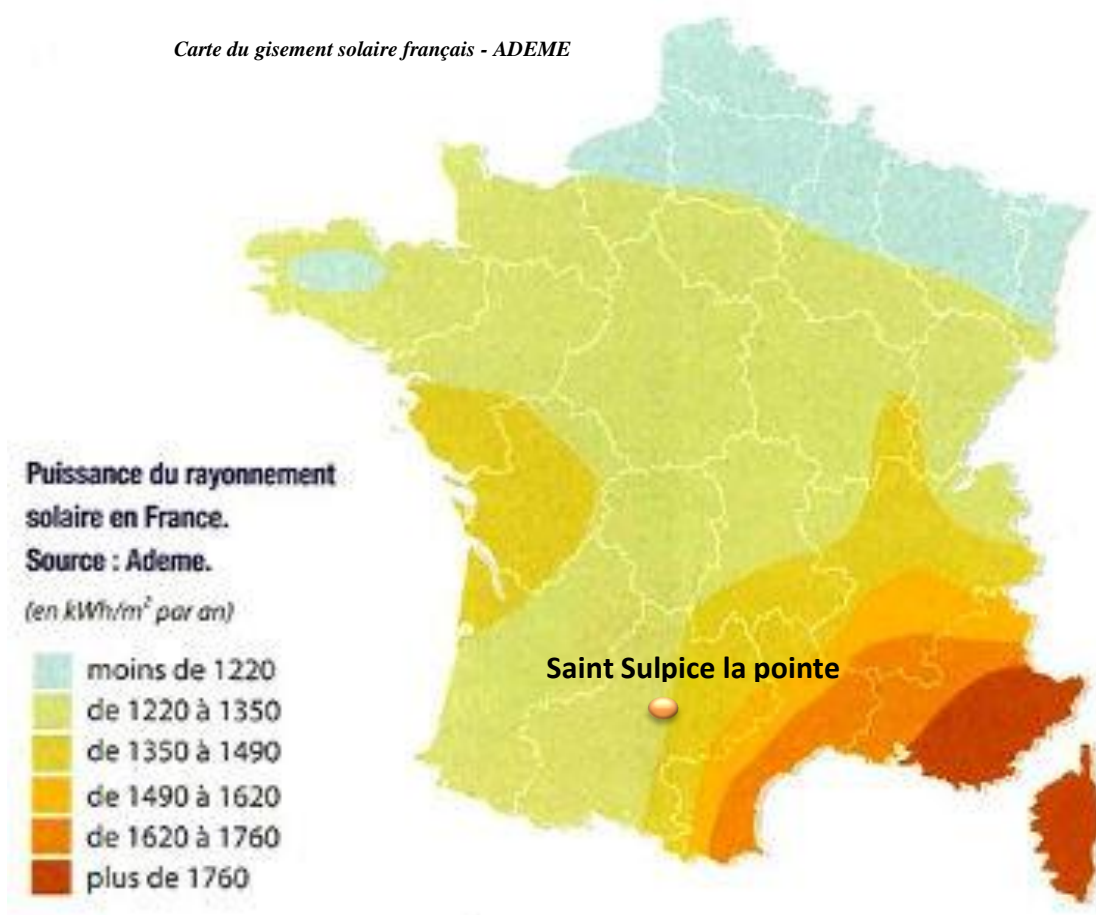 Carte du gisement solaire français - ADEME
Puissance du rayonnement
solaire en France.
Source : Ademe.
(en kWh/m² par an)
moins de 1220
de 1220 à 1350
de 1350 à 1490
de 1490 à 1620
de 1620 à 1760
plus de 1760
Saint Sulpice la pointe